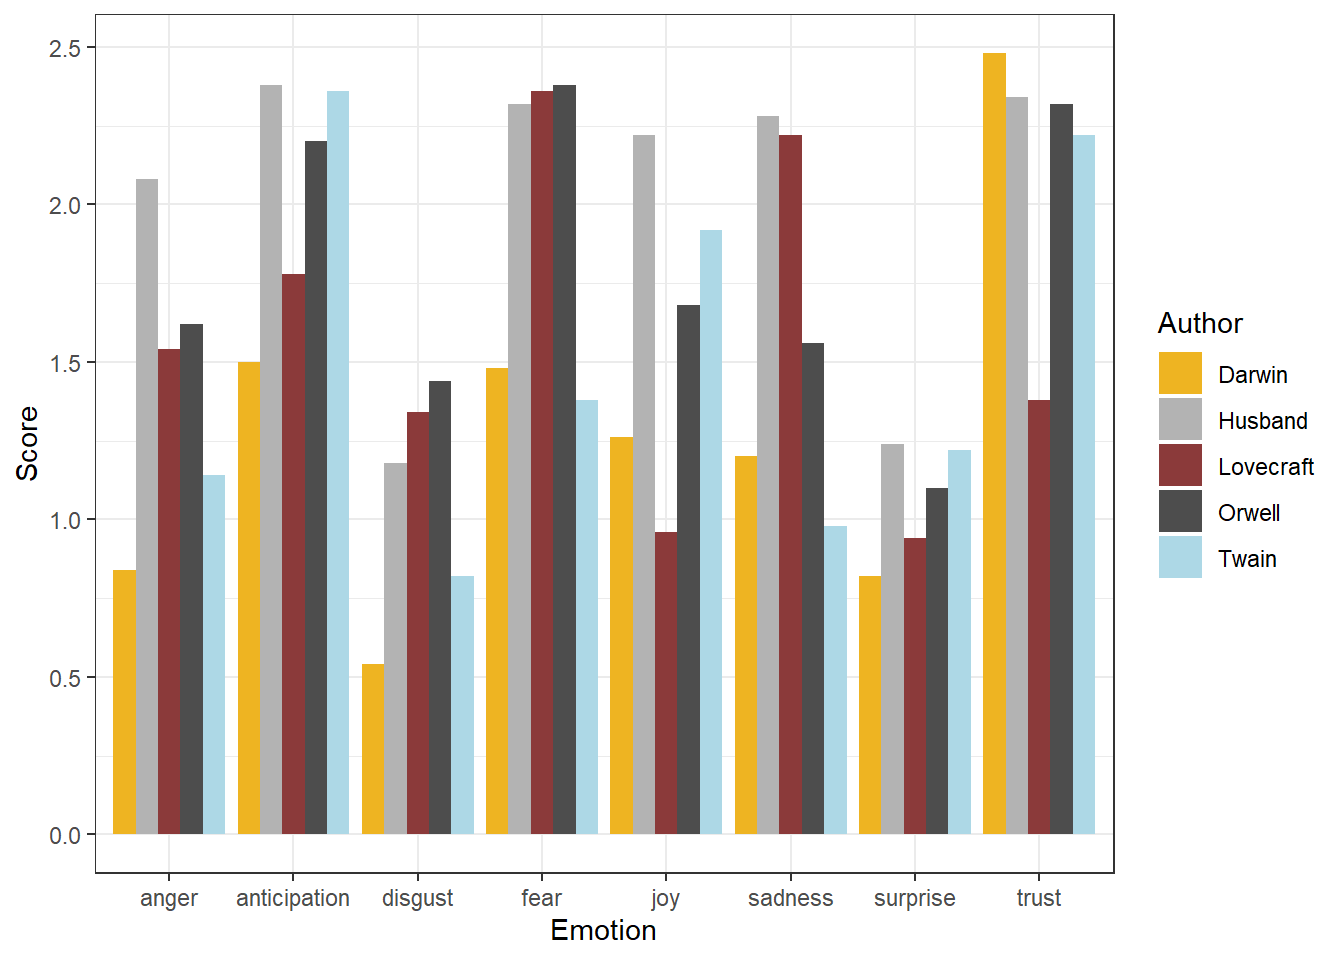 2.5
2.0
1.5
1.0
0.5
0.0
Score
anger anticipation disgust fear joy sadness surprise trust
Emotion
Author
Darwin
Husband
Lovecraft
Orwell
Twain